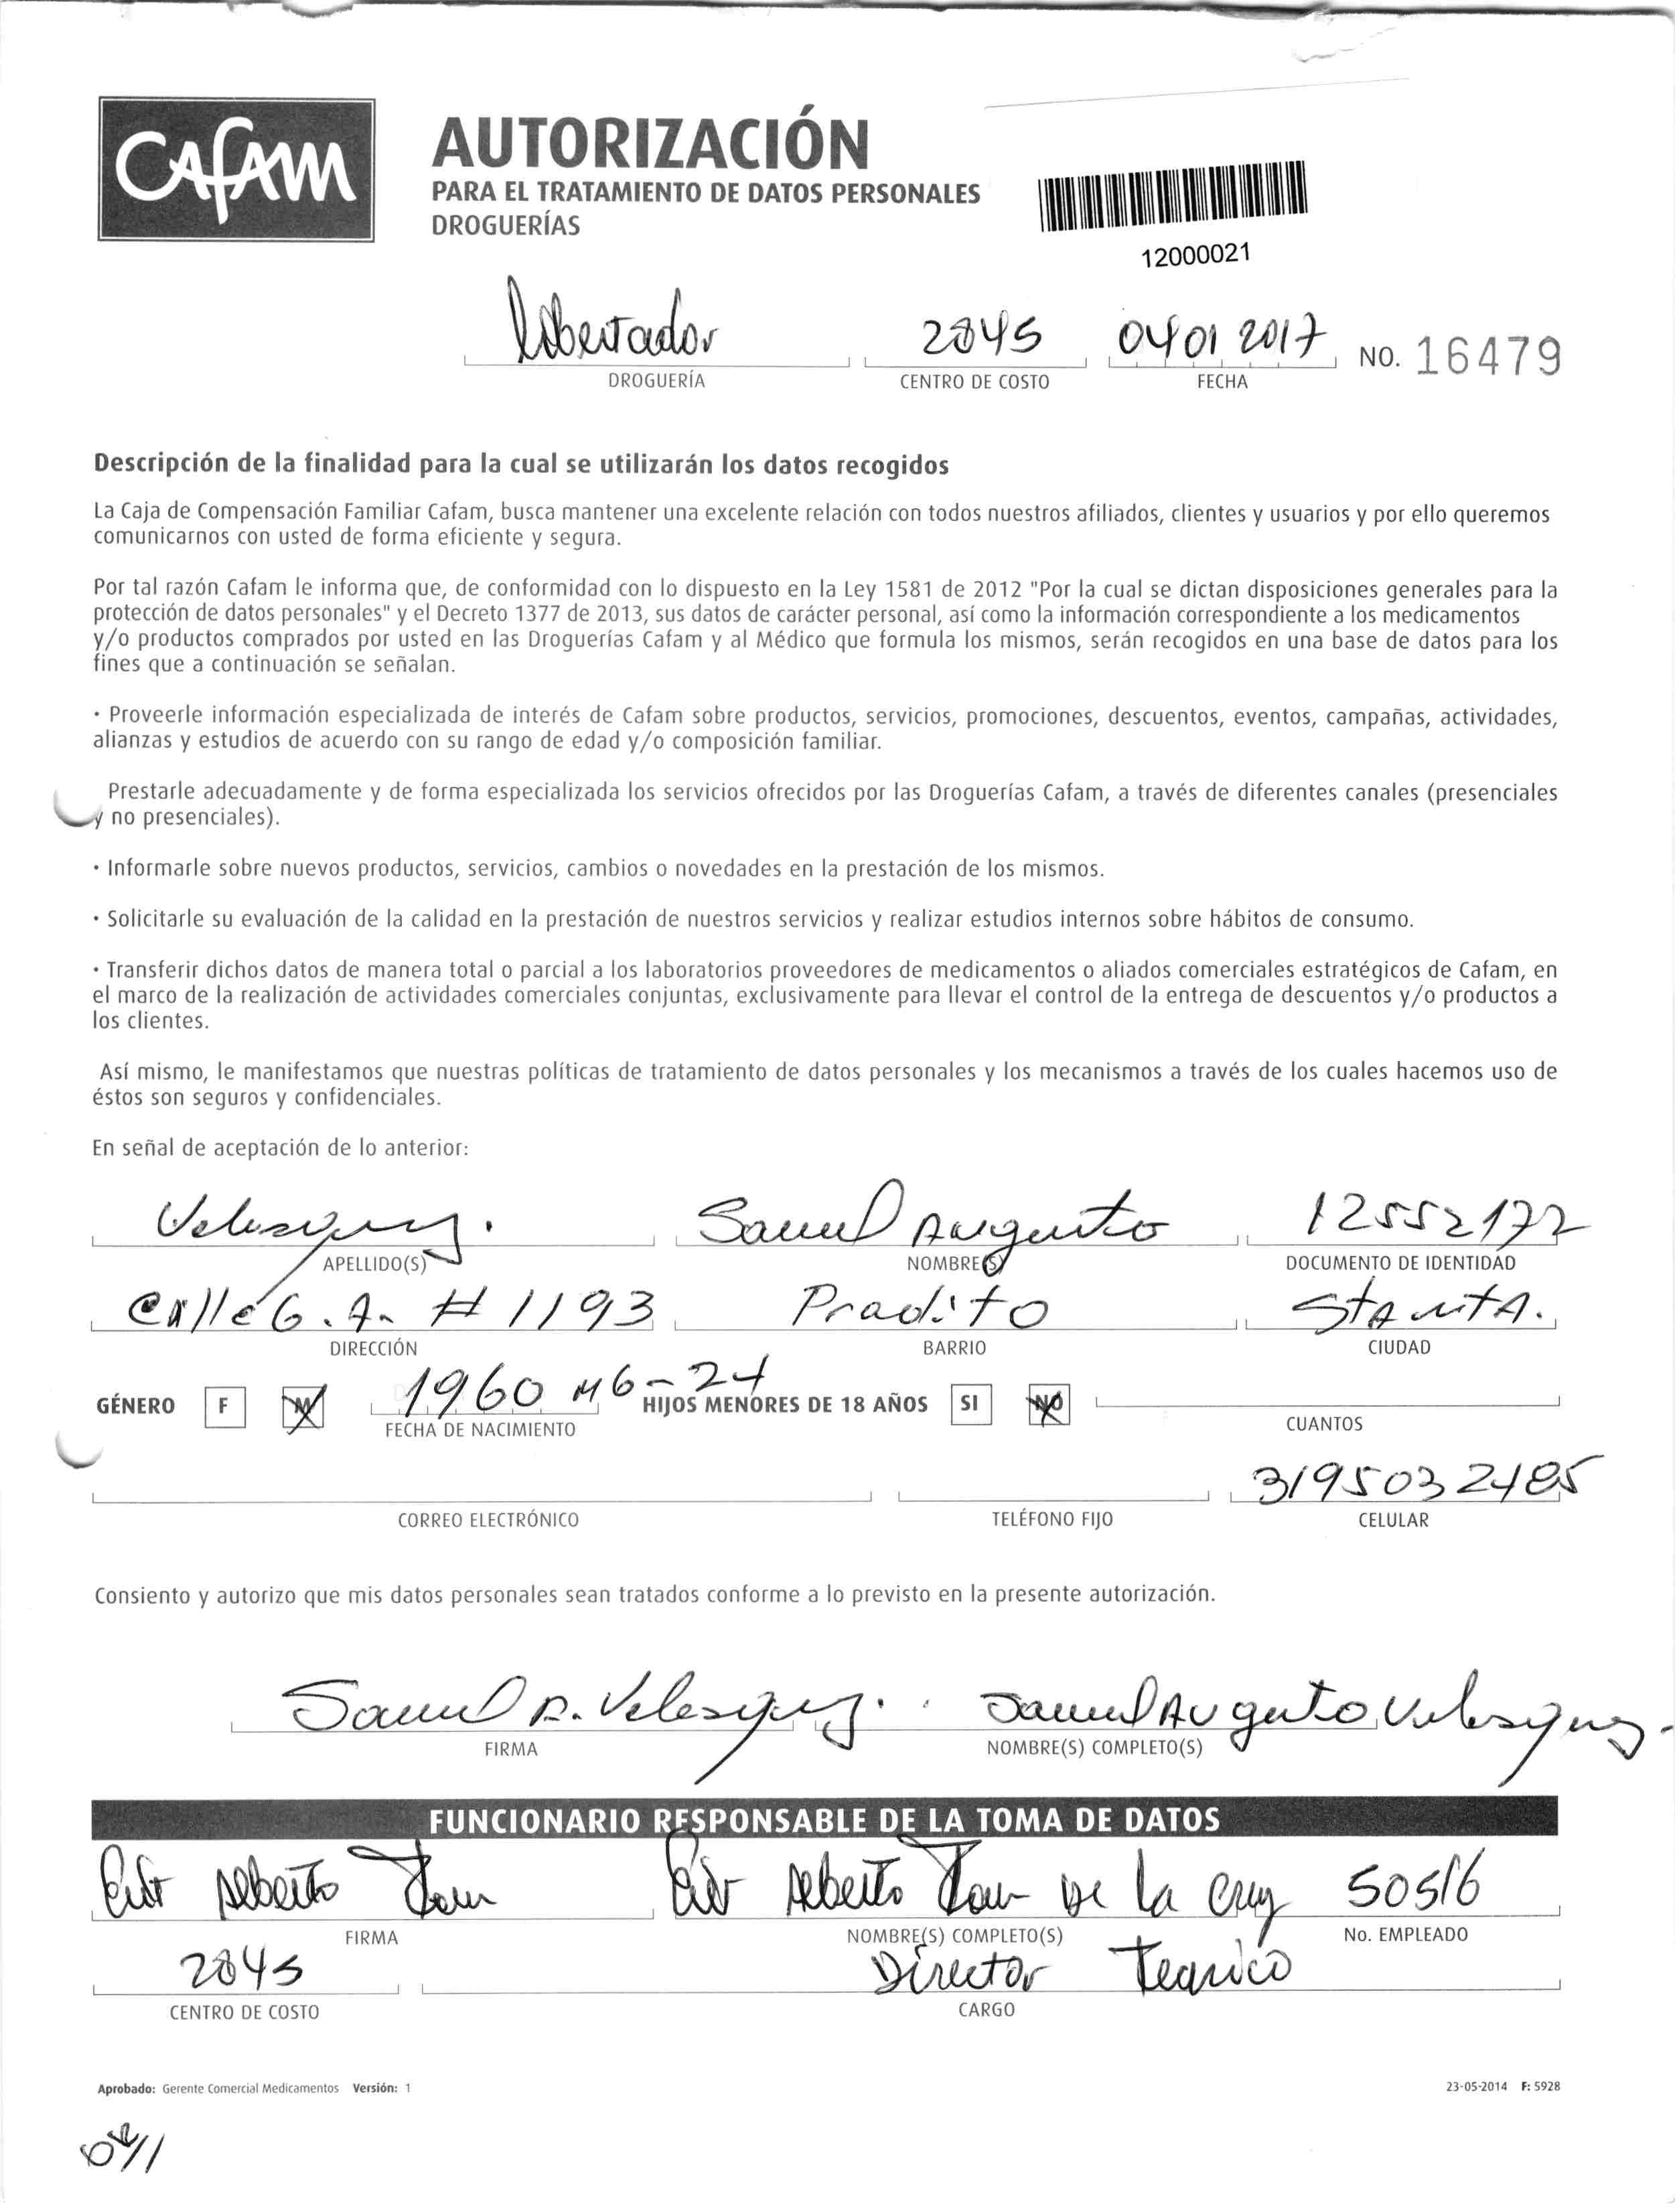 CAFAM
AUTORIZACIÓN
PARA EL TRATAMIENTO DE DATOS PERSONALES
DROGUERÍAS
12000021
Libertador 2845 04 01 2017 NO. 16479
DROGUERÍA CENTRO DE COSTO FECHA
Descripción de la finalidad para la cual se utilizarán los datos recogidos
La Caja de Compensación Familiar Cafam, busca mantener una excelente relación con todos nuestros afiliados, clientes y usuarios y por ello queremos
comunicarnos con usted de forma eficiente y segura.
Por tal razón Cafam le informa que, de conformidad con lo dispuesto en la Ley 1581 de 2012 "Por la cual se dictan disposiciones generales para la
protección de datos personales" y el Decreto 1377 de 2013, sus datos de carácter personal, así como la información correspondiente a los medicamentos
y/o productos comprados por usted en las Droguerías Cafam y al Médico que formula los mismos, serán recogidos en una base de datos para los
fines que a continuación se señalan.
· Proveerle información especializada de interés de Cafam sobre productos, servicios, promociones, descuentos, eventos, campañas, actividades,
alianzas y estudios de acuerdo con su rango de edad y/o composición familiar.
Prestarle adecuadamente y de forma especializada los servicios ofrecidos por las Droguerías Cafam, a través de diferentes canales (presenciales
y no presenciales).
· Informarle sobre nuevos productos, servicios, cambios o novedades en la prestación de los mismos.
· Solicitarle su evaluación de la calidad en la prestación de nuestros servicios y realizar estudios internos sobre hábitos de consumo.
· Transferir dichos datos de manera total o parcial a los laboratorios proveedores de medicamentos o aliados comerciales estratégicos de Cafam, en
el marco de la realización de actividades comerciales conjuntas, exclusivamente para llevar el control de la entrega de descuentos y/o productos a
los clientes.
Así mismo, le manifestamos que nuestras políticas de tratamiento de datos personales y los mecanismos a través de los cuales hacemos uso de
éstos son seguros y confidenciales.
En señal de aceptación de lo anterior:
Velasquez. Samuel Augusto 12552172
APELLIDO(S) NOMBRE(S) DOCUMENTO DE IDENTIDAD
Calle 6. A. # 1193 Pradito StA MTA.
DIRECCIÓN BARRIO CIUDAD
GÉNERO F M 1960 M6-24 HIJOS MENORES DE 18 AÑOS SI NO
FECHA DE NACIMIENTO CUANTOS
3195032485
CORREO ELECTRÓNICO TELÉFONO FIJO CELULAR
Consiento y autorizo que mis datos personales sean tratados conforme a lo previsto en la presente autorización.
Samuel A. Velasquez. Samuel Augusto Velasquez
FIRMA NOMBRE(S) COMPLETO(S)
FUNCIONARIO RESPONSABLE DE LA TOMA DE DATOS
Alberto Alberto De la Cruz 50516
FIRMA NOMBRE(S) COMPLETO(S) No. EMPLEADO
2845 Director Tecnico
CENTRO DE COSTO CARGO
Aprobado: Gerente Comercial Medicamentos Versión: 1 23-05-2014 F: 5928